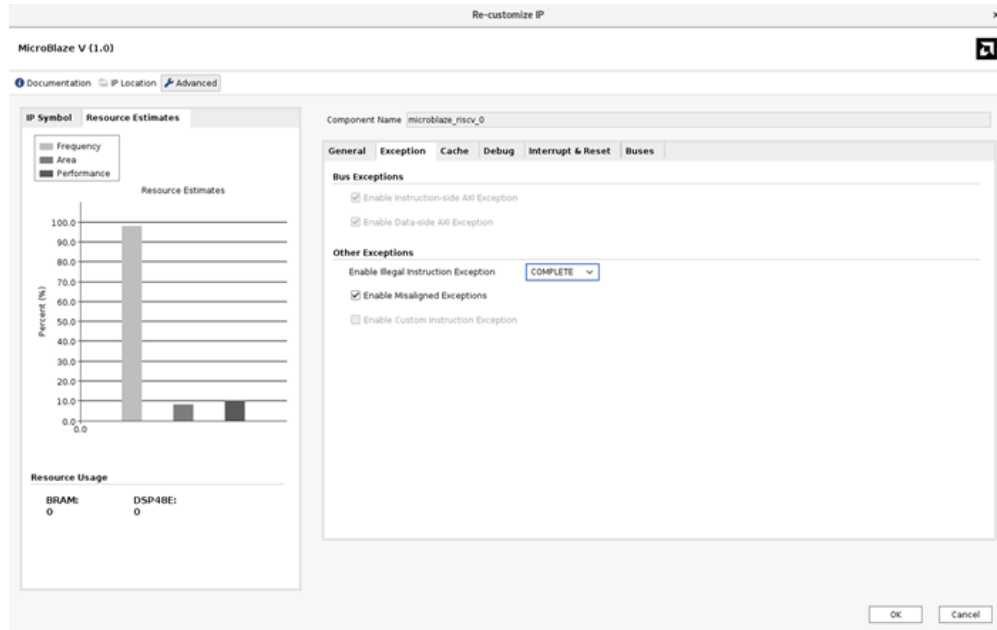 Re-customize IP
MicroBlaze V (1.0)
Documentation IP Location Advanced
IP Symbol Resource Estimates
Frequency
Area
Performance
Resource Estimates
Percent (%)
100.0
90.0
80.0
70.0
60.0
50.0
40.0
30.0
20.0
10.0
0.0
0.0
Resource Usage
BRAM: DSP48E:
0 0
Component Name microblaze_riscv_0
General Exception Cache Debug Interrupt & Reset Buses
Bus Exceptions
Enable Instruction-side AXI Exception
Enable Data-side AXI Exception
Other Exceptions
Enable Illegal Instruction Exception COMPLETE
Enable Misaligned Exceptions
Enable Custom Instruction Exception
OK Cancel